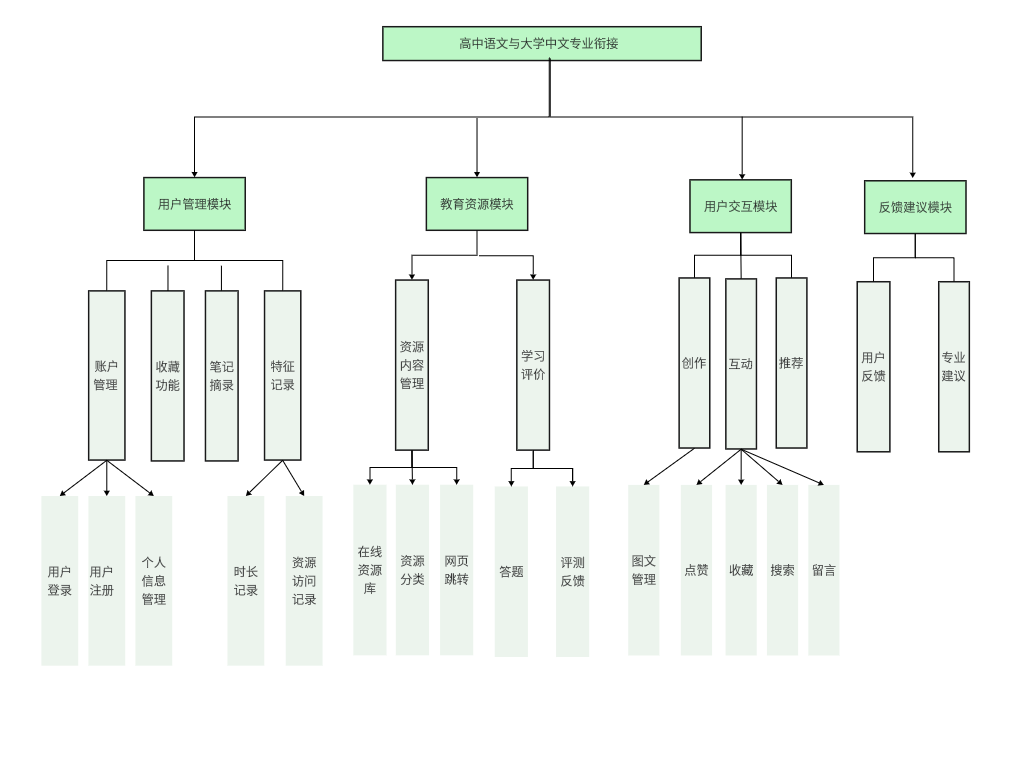 高中语文与大学中文专业衔接
用户管理模块
教育资源模块
用户交互模块
反馈建议模块
账户
管理
收藏
功能
笔记
摘录
特征
记录
资源
内容
管理
学习
评价
创作
互动
推荐
用户
反馈
专业
建议
用户
登录
用户
注册
个人
信息
管理
时长
记录
资源
访问
记录
在线
资源
库
资源
分类
网页
跳转
答题
评测
反馈
图文
管理
点赞
收藏
搜索
留言